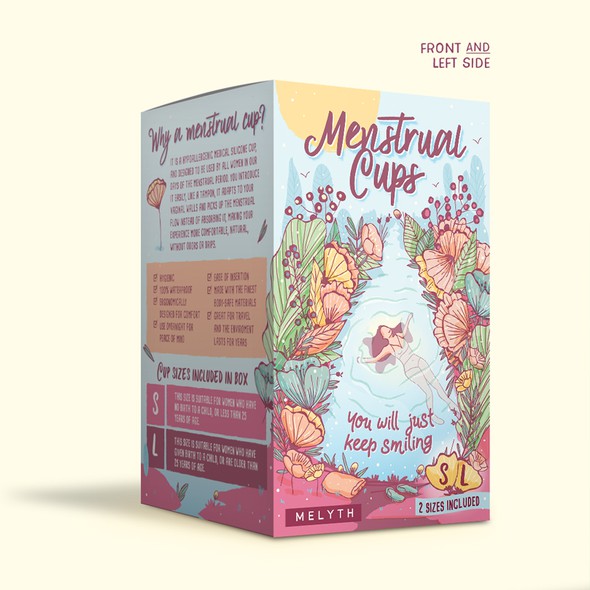 FRONT AND
LEFT SIDE
Why a menstrual cup?
IT IS A HYPOALLERGENIC MEDICAL SILICONE CUP,
AND DESIGNED TO BE USED BY ALL WOMEN IN OUR
DAYS OF THE MENSTRUAL PERIOD. YOU INTRODUCE
IT EASILY, LIKE A TAMPON, IT ADAPTS TO YOUR
VAGINAL WALLS AND PICKS UP THE MENSTRUAL
FLOW INSTEAD OF ABSORBING IT, MAKING YOUR
EXPERIENCE MORE COMFORTABLE, NATURAL,
WITHOUT ODORS OR DRIPS.
HYGIENIC
100% WATERPROOF
ERGONOMICALLY
DESIGNED FOR COMFORT
USE OVERNIGHT FOR
PEACE OF MIND
EASE OF INSERTION
MADE WITH THE FINEST
BODY-SAFE MATERIALS
GREAT FOR TRAVEL
AND THE ENVIROMENT
LASTS FOR YEARS
CUP SIZES INCLUDED IN BOX
S
THIS SIZE IS SUITABLE FOR WOMEN WHO HAVE
NO BIRTH TO A CHILD, OR LESS THAN 25
YEARS OF AGE.
L
THIS SIZE IS SUITABLE FOR WOMEN WHO HAVE
GIVEN BIRTH TO A CHILD, OR ARE OLDER THAN
25 YEARS OF AGE.
Menstrual
Cups
You will just
keep smiling
S L
2 SIZES INCLUDED
MELYTH